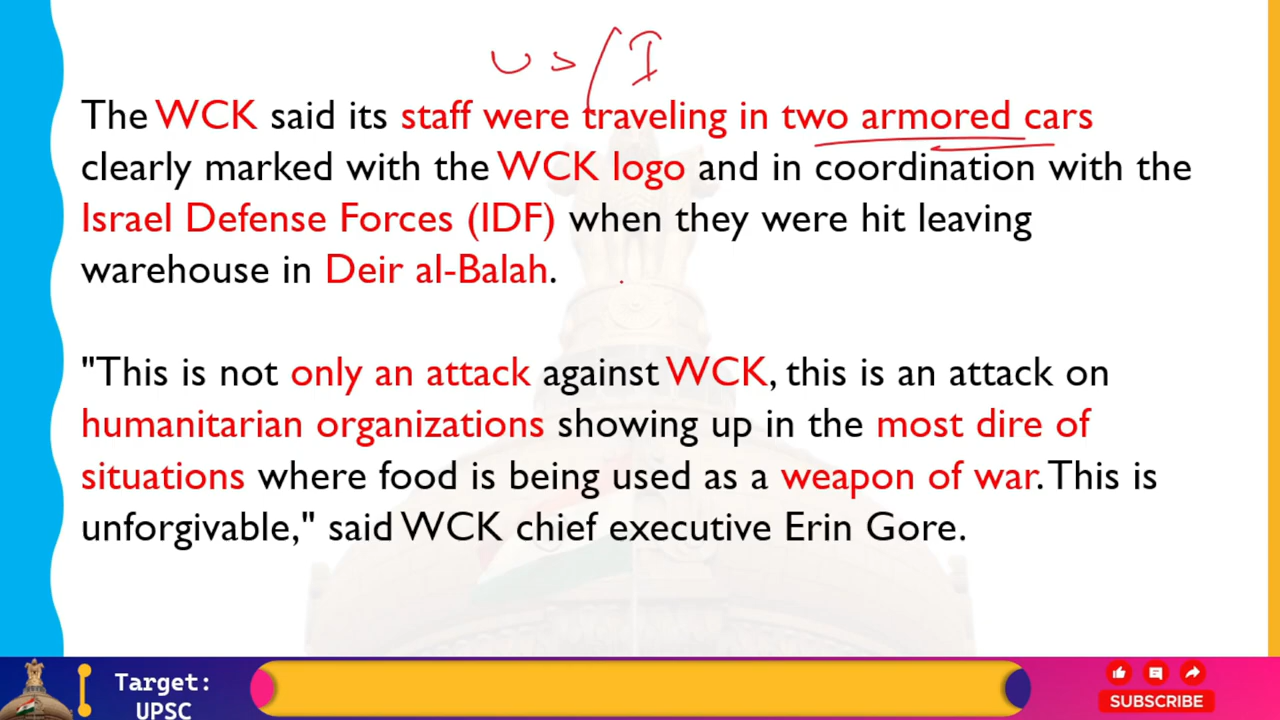 US/I
The WCK said its staff were traveling in two armored cars
clearly marked with the WCK logo and in coordination with the
Israel Defense Forces (IDF) when they were hit leaving
warehouse in Deir al-Balah.
"This is not only an attack against WCK, this is an attack on
humanitarian organizations showing up in the most dire of
situations where food is being used as a weapon of war. This is
unforgivable," said WCK chief executive Erin Gore.
Target:
UPSC
SUBSCRIBE